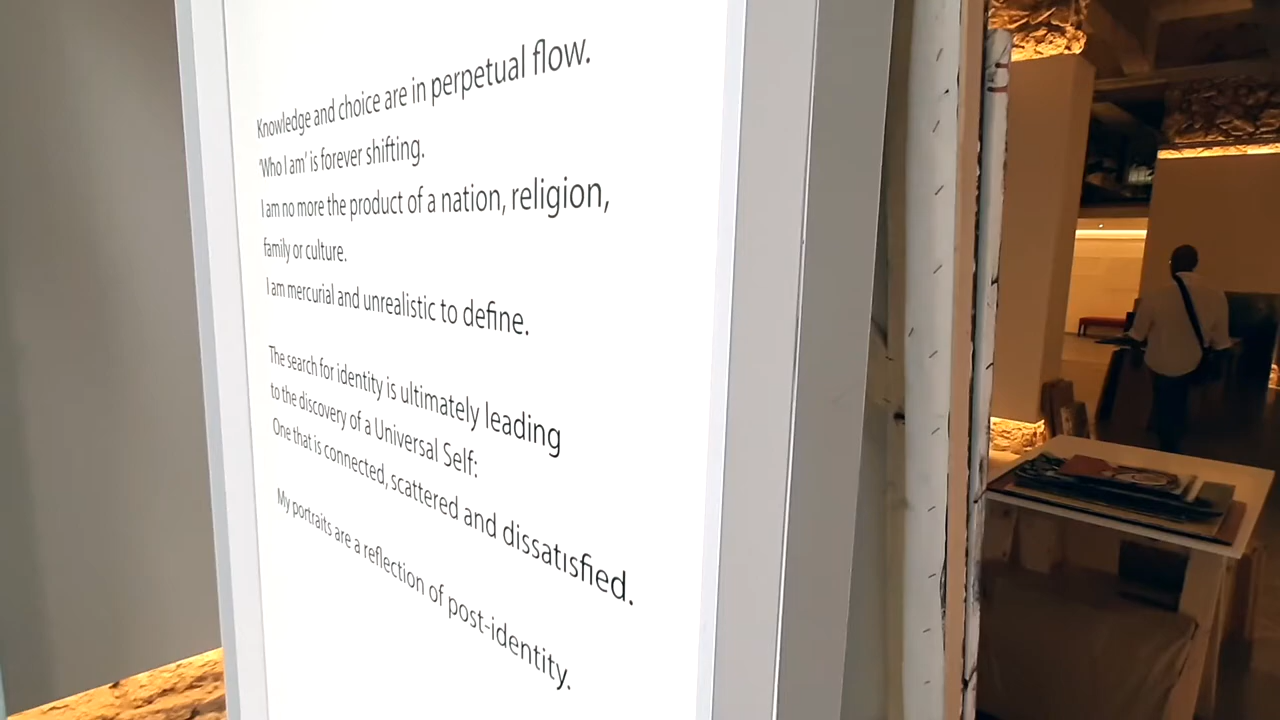 Knowledge and choice are in perpetual flow.
'Who I am' is forever shifting.
I am no more the product of a nation, religion,
family or culture.
I am mercurial and unrealistic to define.
The search for identity is ultimately leading
to the discovery of a Universal Self:
One that is connected, scattered and dissatisfied.
My portraits are a reflection of post-identity.